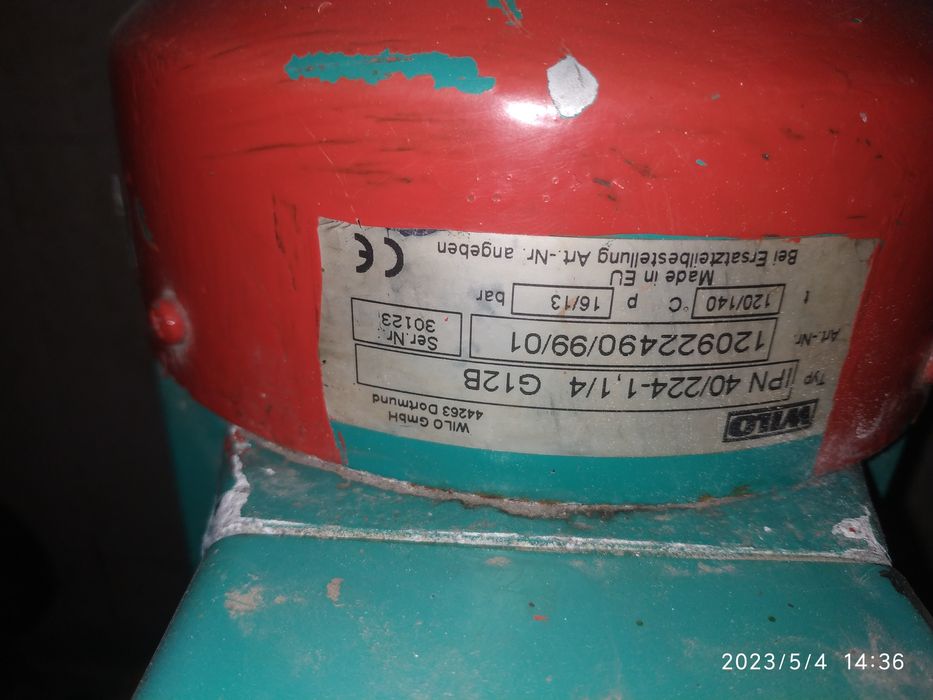 WILO
WILO GmbH
44263 Dortmund
Typ IPN 40/224-1,1/4 G12B
Art.-Nr. 120922490/99/01 Ser.Nr.: 30123
t 120/140 °C p 16/13 bar
Made in EU
Bei Ersatzteilbestellung Art.-Nr. angeben
CE
2023/5/4 14:36